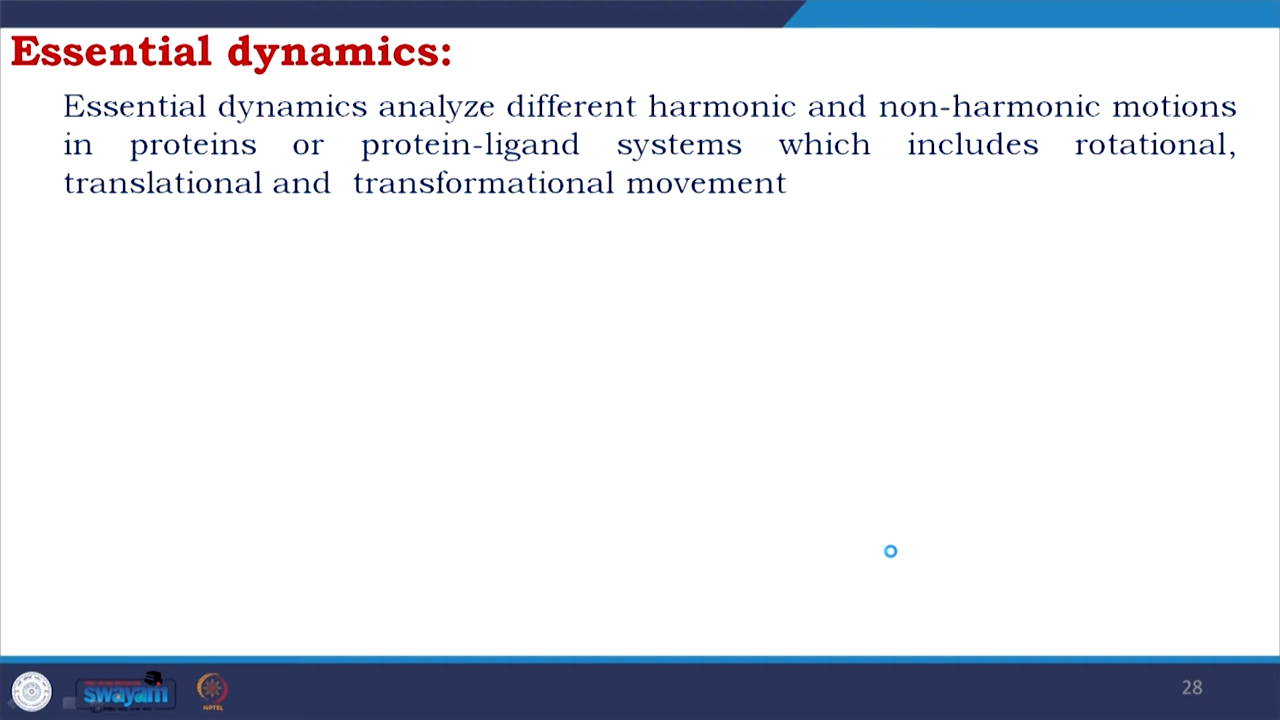 Essential dynamics:
Essential dynamics analyze different harmonic and non-harmonic motions
in proteins or protein-ligand systems which includes rotational,
translational and transformational movement
swayam
NPTEL
28